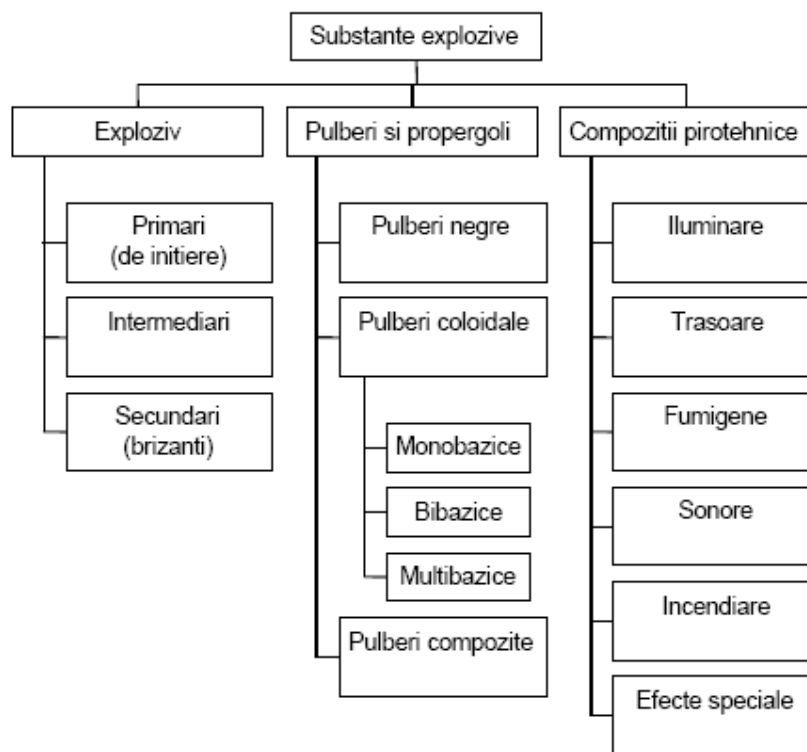 Substante explozive
Exploziv
Pulberi si propergoli
Compozitii pirotehnice
Primari
(de initiere)
Intermediari
Secundari
(brizanti)
Pulberi negre
Pulberi coloidale
Monobazice
Bibazice
Multibazice
Pulberi compozite
Iluminare
Trasoare
Fumigene
Sonore
Incendiare
Efecte speciale